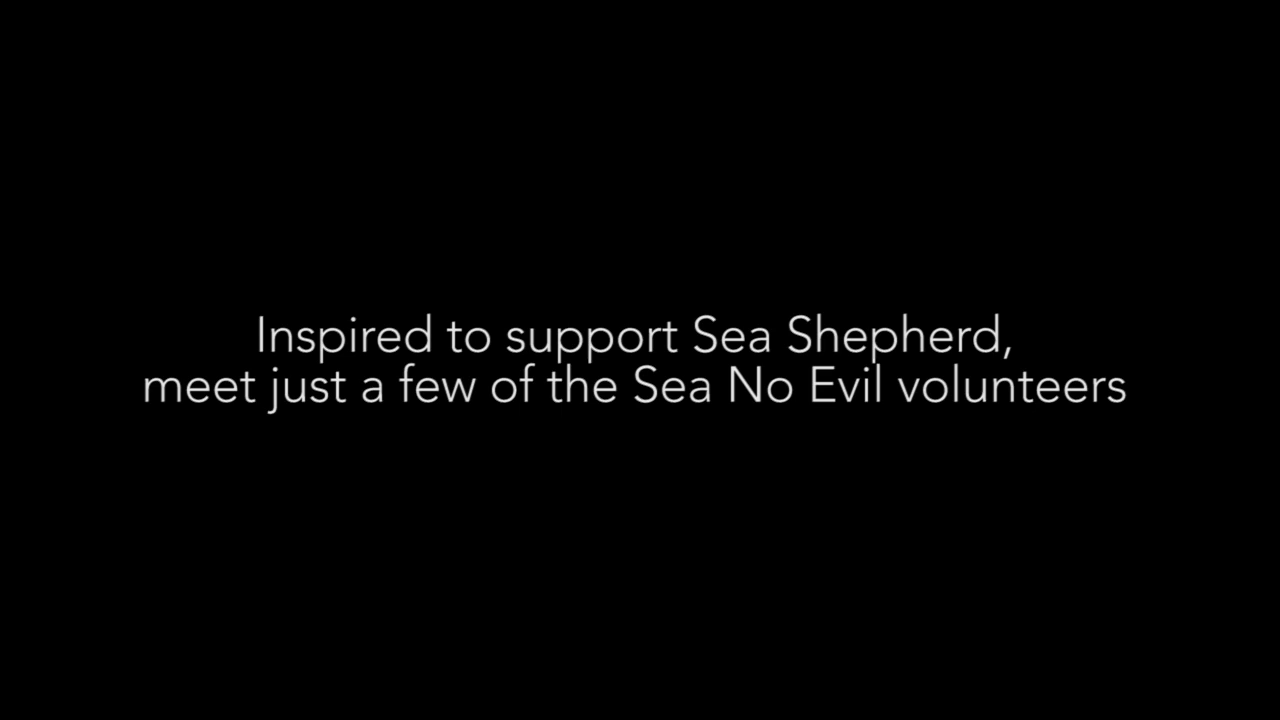 Inspired to support Sea Shepherd,
meet just a few of the Sea No Evil volunteers